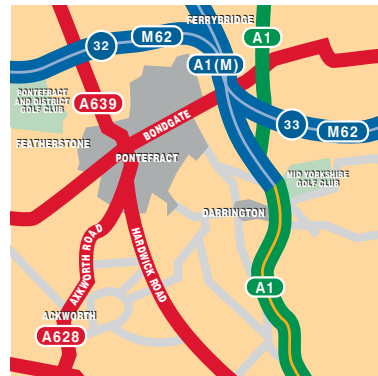 FERRYBRIDGE
32
M62
A1
A1(M)
PONTEFRACT
AND DISTRICT
GOLF CLUB
A639
BONDGATE
33
M62
FEATHERSTONE
PONTEFRACT
MID YORKSHIRE
GOLF CLUB
DARRINGTON
AXKWORTH ROAD
HARDWICK ROAD
A1
ACKWORTH
A628